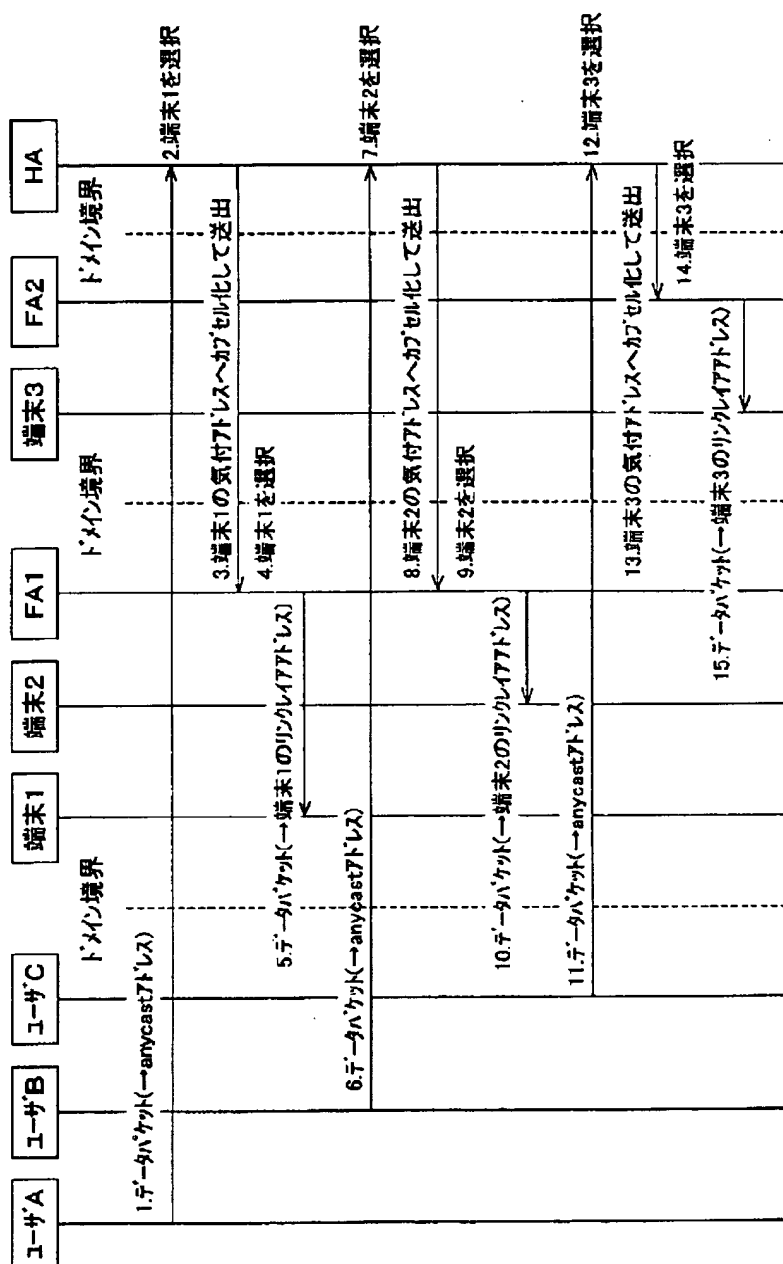 ユーザA
ユーザB
ユーザC
端末1
端末2
FA1
端末3
FA2
HA
ドメイン境界
ドメイン境界
ドメイン境界
1.データパケット(→anycastアドレス)
2.端末1を選択
3.端末1の気付アドレスへカプセル化して送出
4.端末1を選択
5.データパケット(→端末1のリンクレイアアドレス)
6.データパケット(→anycastアドレス)
7.端末2を選択
8.端末2の気付アドレスへカプセル化して送出
9.端末2を選択
10.データパケット(→端末2のリンクレイアアドレス)
11.データパケット(→anycastアドレス)
12.端末3を選択
13.端末3の気付アドレスへカプセル化して送出
14.端末3を選択
15.データパケット(→端末3のリンクレイアアドレス)